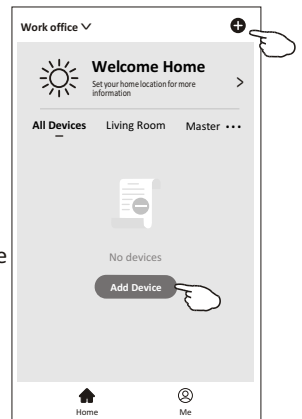 Work office
Welcome Home
Set your home location for more
information
All Devices Living Room Master ...
No devices
e
Add Device
Home Me